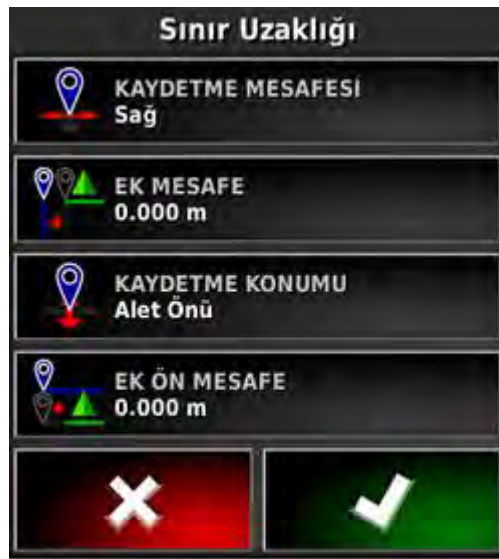 Sınır Uzaklığı
KAYDETME MESAFESİ
Sağ
EK MESAFE
0.000 m
KAYDETME KONUMU
Alet Önü
EK ÖN MESAFE
0.000 m